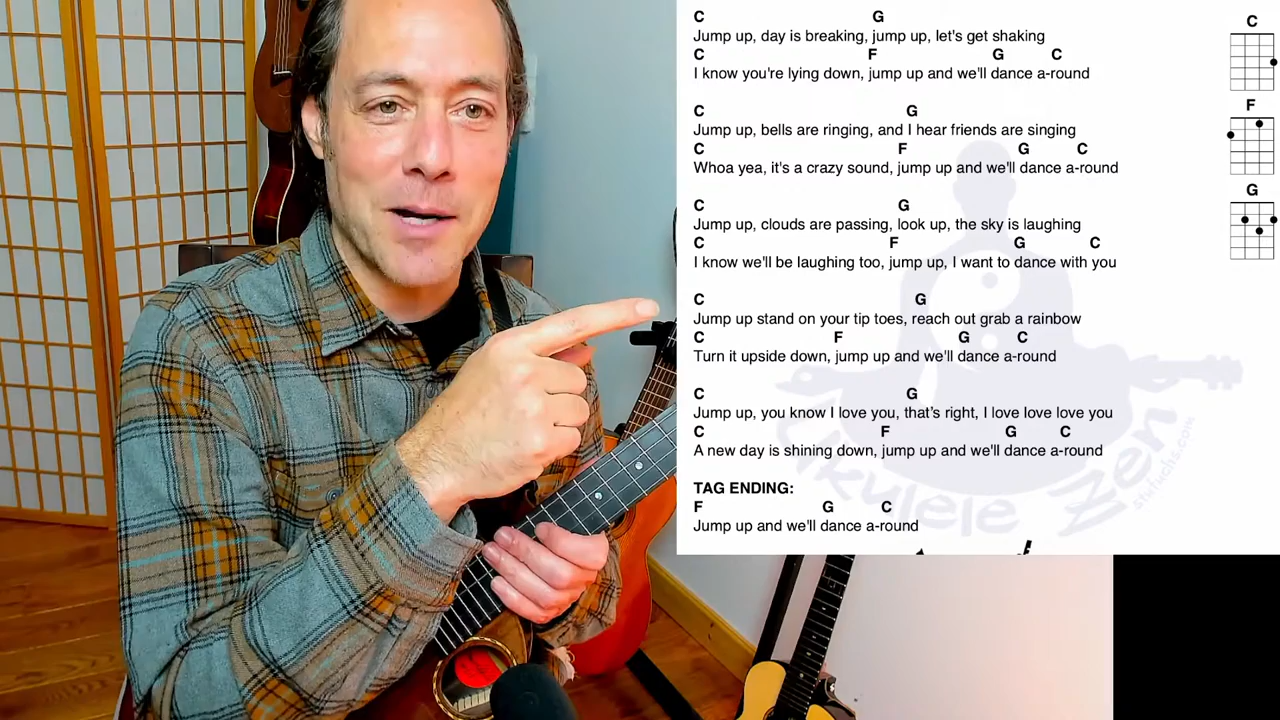 C G
Jump up, day is breaking, jump up, let's get shaking
C F G C
I know you're lying down, jump up and we'll dance a-round
C G
Jump up, bells are ringing, and I hear friends are singing
C F G C
Whoa yea, it's a crazy sound, jump up and we'll dance a-round
C G
Jump up, clouds are passing, look up, the sky is laughing
C F G C
I know we'll be laughing too, jump up, I want to dance with you
C G
Jump up stand on your tip toes, reach out grab a rainbow
C F G C
Turn it upside down, jump up and we'll dance a-round
C G
Jump up, you know I love you, that's right, I love love love you
C F G C
A new day is shining down, jump up and we'll dance a-round
TAG ENDING:
F G C
Jump up and we'll dance a-round
C
F
G
Ukulele Zen
stufuchs.com